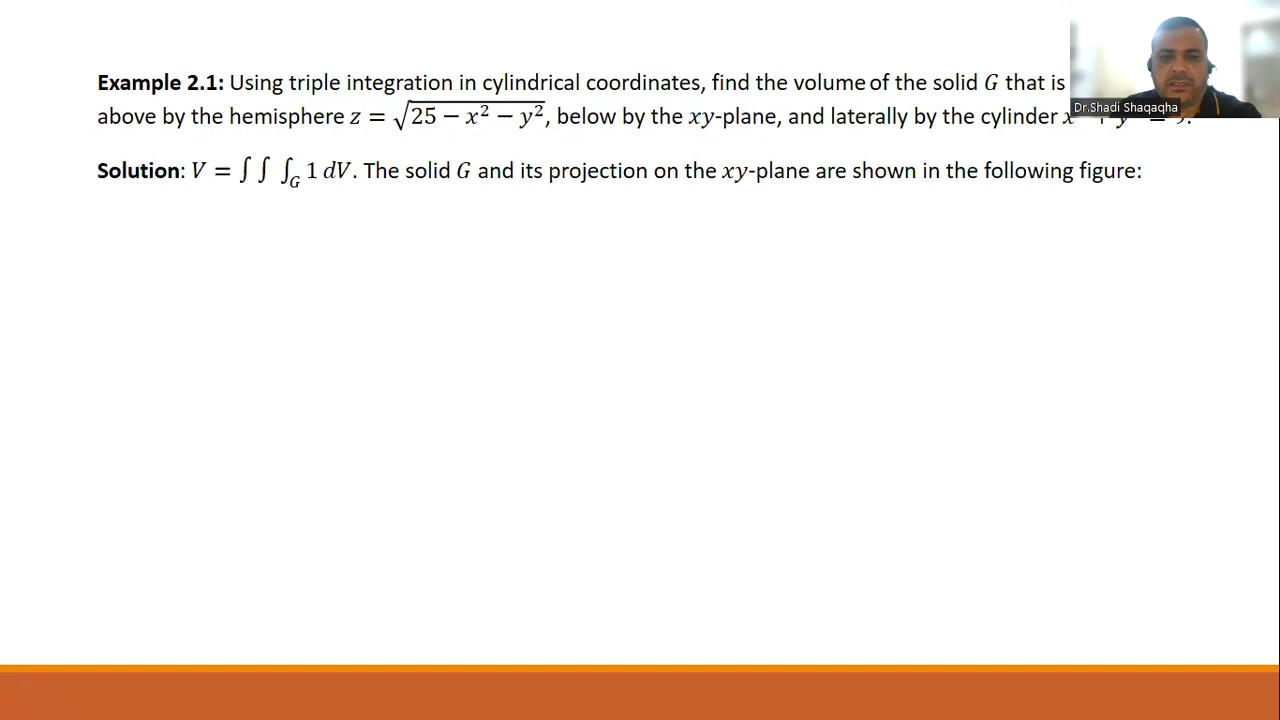 Example 2.1: Using triple integration in cylindrical coordinates, find the volume of the solid G that is
above by the hemisphere z = √(25 − x² − y²), below by the xy-plane, and laterally by the cylinder
Solution: V = ∫ ∫ ∫_G 1 dV. The solid G and its projection on the xy-plane are shown in the following figure:
Dr.Shadi Shaqaqha